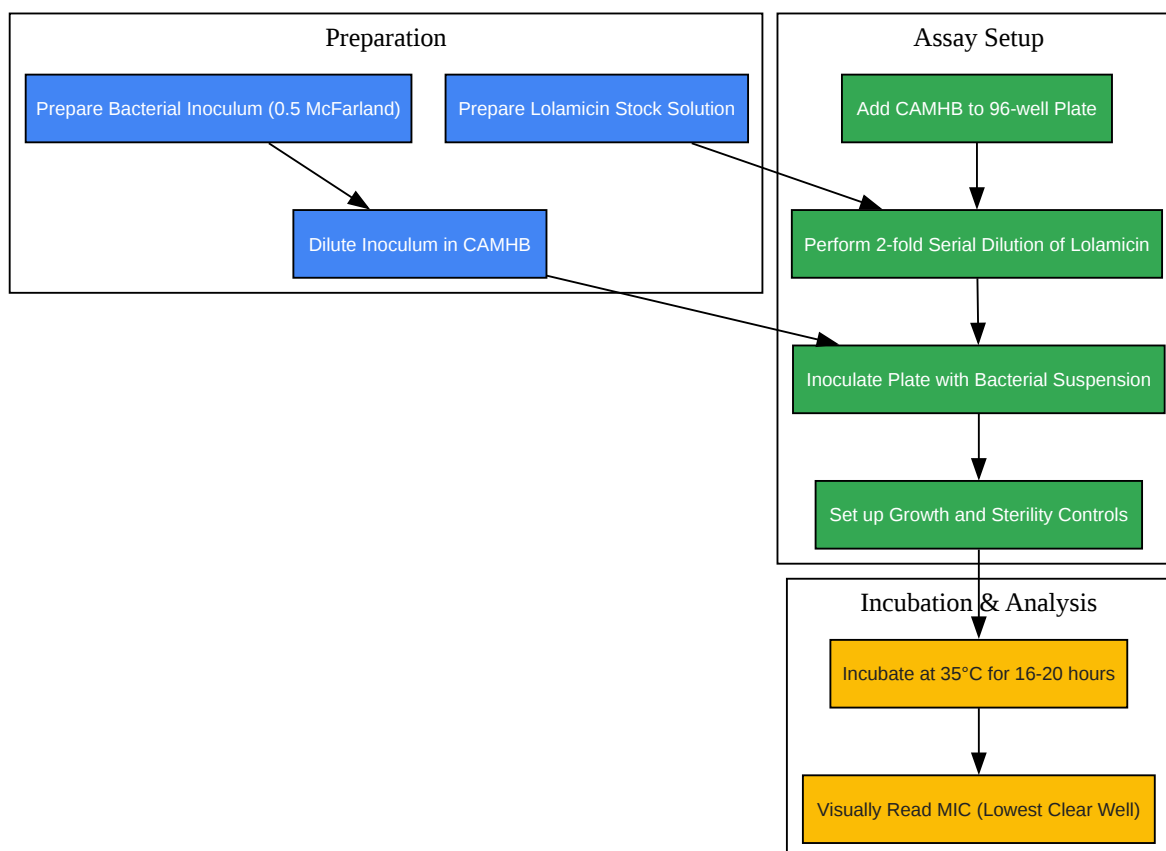 Preparation
Prepare Bacterial Inoculum (0.5 McFarland)
Prepare Lolamicin Stock Solution
Dilute Inoculum in CAMHB
Assay Setup
Add CAMHB to 96-well Plate
Perform 2-fold Serial Dilution of Lolamicin
Inoculate Plate with Bacterial Suspension
Set up Growth and Sterility Controls
Incubation & Analysis
Incubate at 35°C for 16-20 hours
Visually Read MIC (Lowest Clear Well)